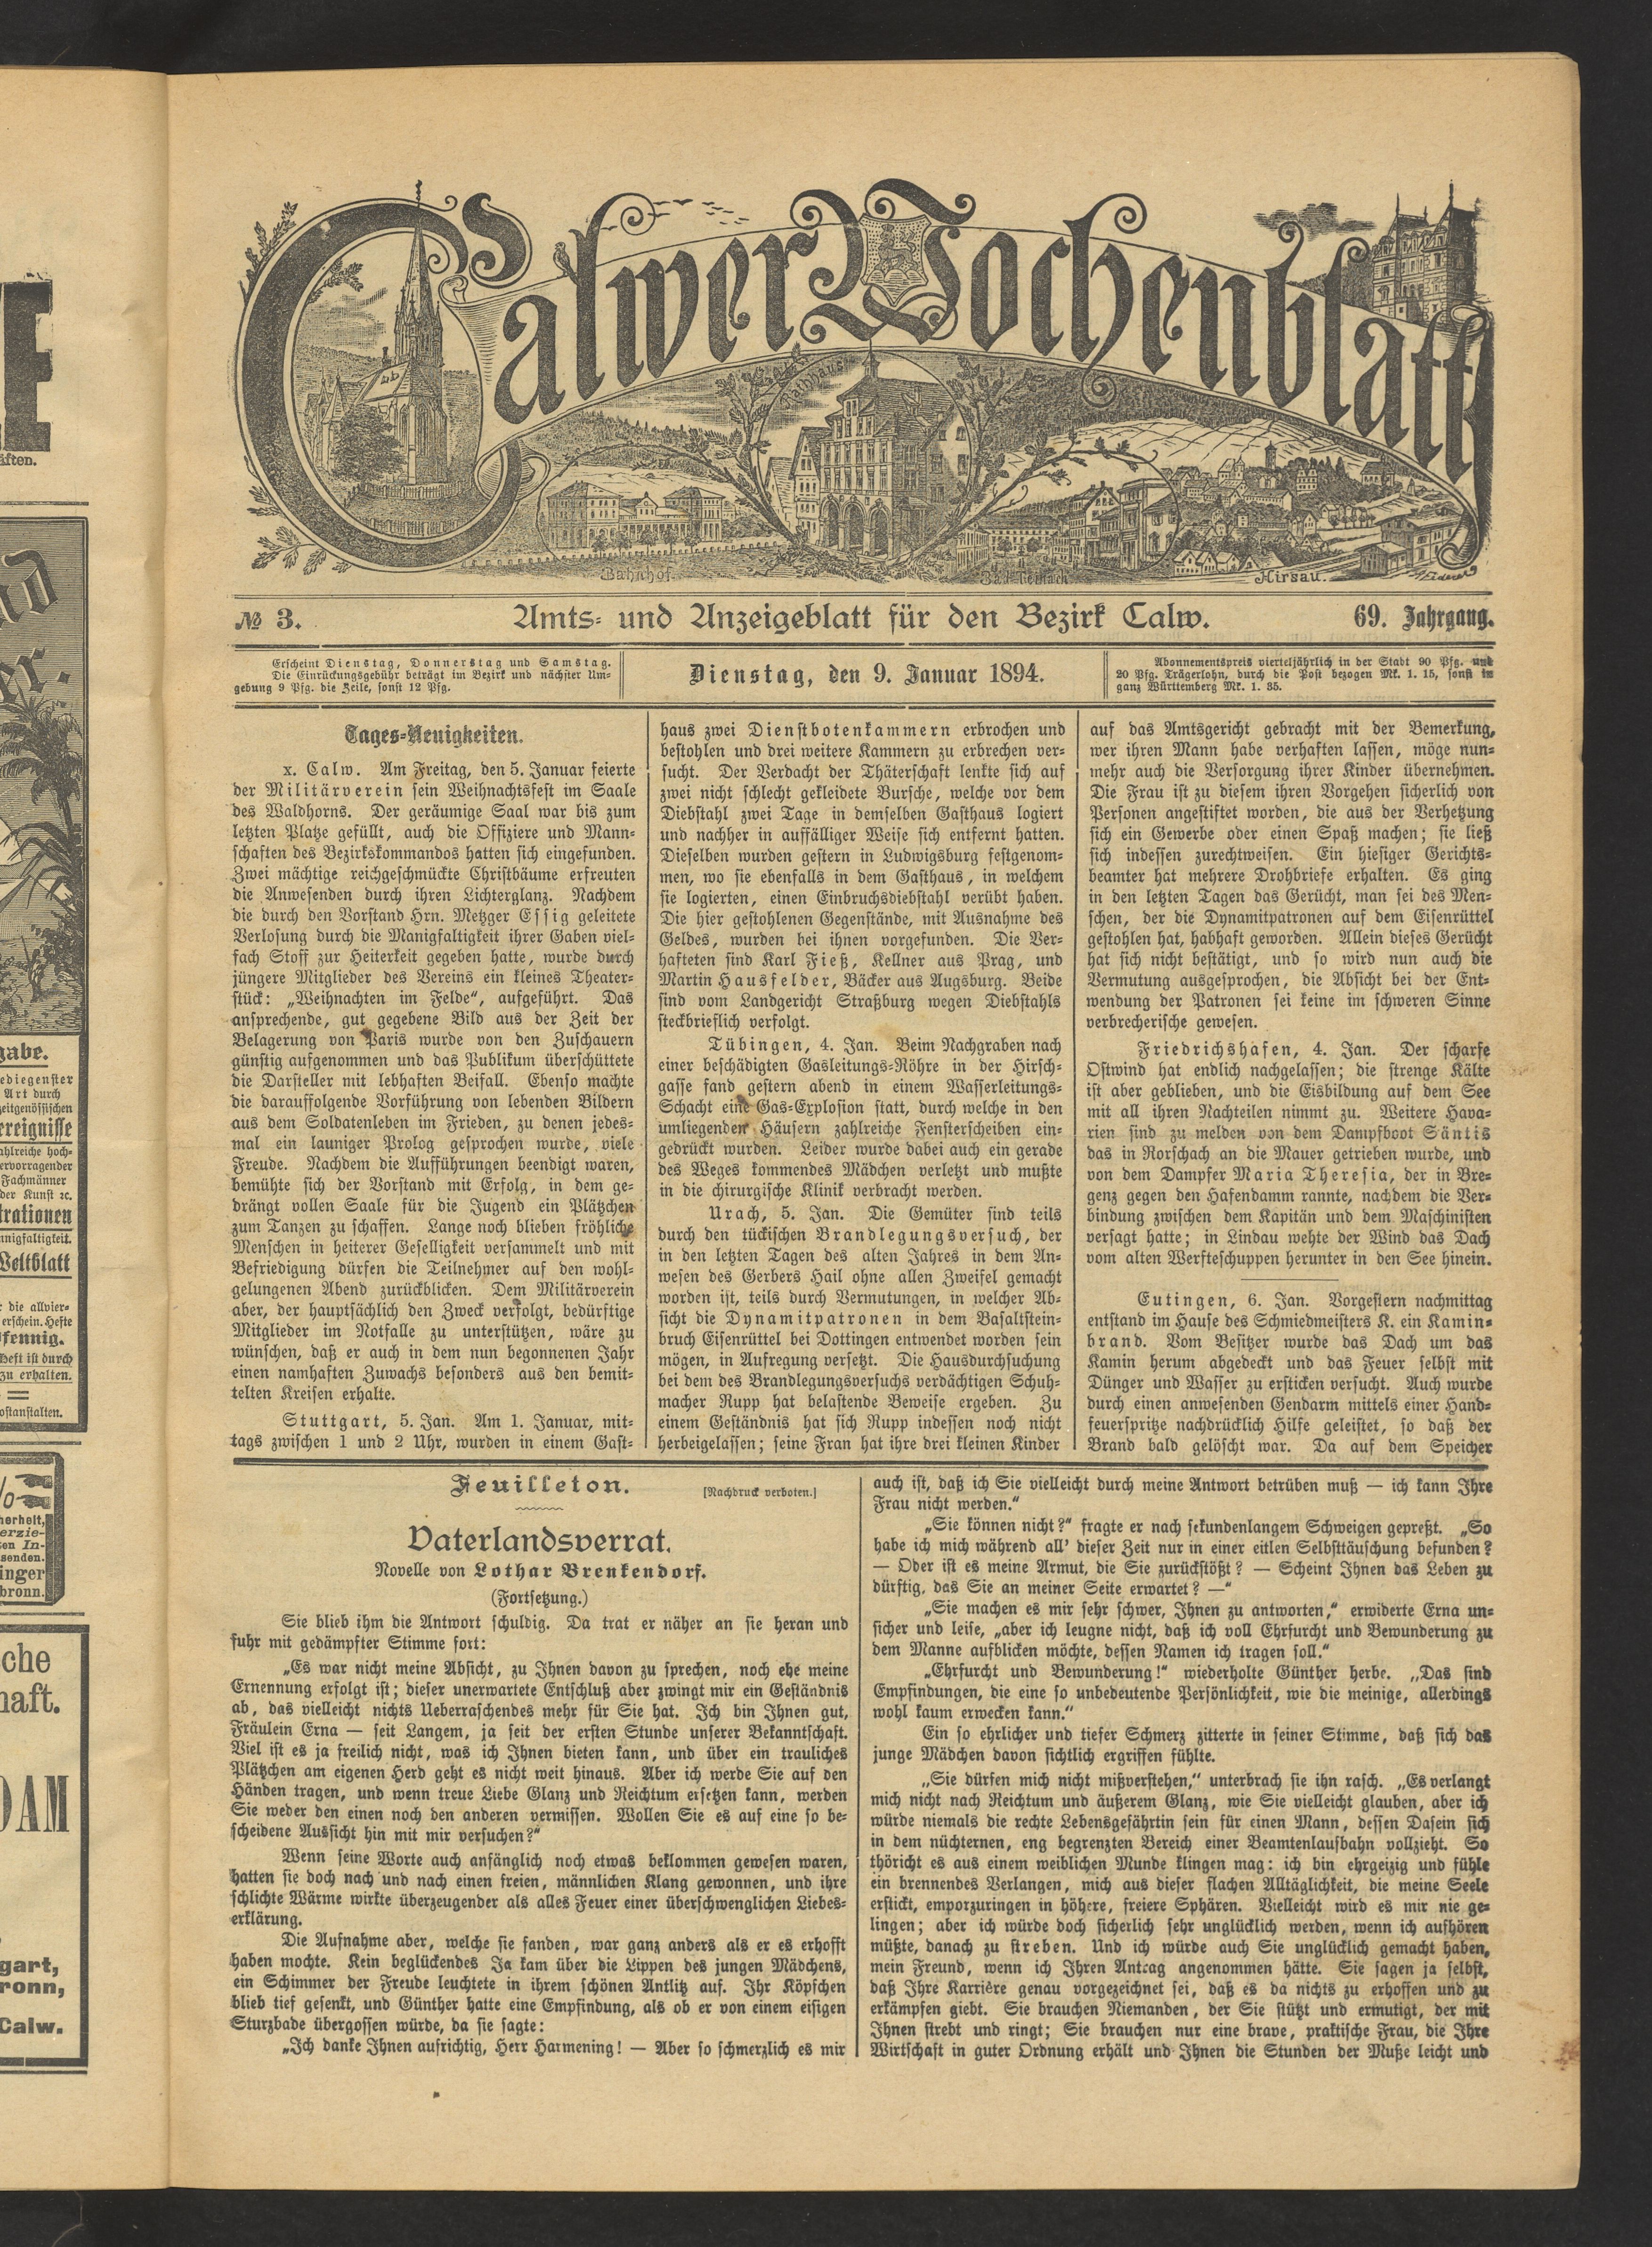 E
äften.
nd
er.
gabe.
ediegenster
Art durch
zeitgenössischen
ereignisse
ahlreiche hoch-
ervorragender
Fachmänner
der Kunst ꝛc.
trationen
nnigfaltigkeit.
Weltblatt
r die allvier-
erschein. Hefte
fennig.
Heft ist durch
zu erhalten.
ostanstalten.
%
herheit,
erzie-
ten In-
senden.
inger
bronn.
che
haft.
DAM
gart,
ronn,
Calw.
Calwer Wochenblatt
Rathhaus
Bahnhof.
Bad Teinach.
Hirsau.
№ 3.
Amts- und Anzeigeblatt für den Bezirk Calw.
69. Jahrgang.
Erscheint Dienstag, Donnerstag und Samstag.
Die Einrückungsgebühr beträgt im Bezirk und nächster Um-
gebung 9 Pfg. die Zeile, sonst 12 Pfg.
Dienstag, den 9. Januar 1894.
Abonnementspreis vierteljährlich in der Stadt 90 Pfg. und
20 Pfg. Trägerlohn, durch die Post bezogen Mk. 1. 15, sonst in
ganz Württemberg Mk. 1. 35.
Tages-Neuigkeiten.
x. Calw. Am Freitag, den 5. Januar feierte
der Militärverein sein Weihnachtsfest im Saale
des Waldhorns. Der geräumige Saal war bis zum
letzten Platze gefüllt, auch die Offiziere und Mann-
schaften des Bezirkskommandos hatten sich eingefunden.
Zwei mächtige reichgeschmückte Christbäume erfreuten
die Anwesenden durch ihren Lichterglanz. Nachdem
die durch den Vorstand Hrn. Metzger Essig geleitete
Verlosung durch die Manigfaltigkeit ihrer Gaben viel-
fach Stoff zur Heiterkeit gegeben hatte, wurde durch
jüngere Mitglieder des Vereins ein kleines Theater-
stück: „Weihnachten im Felde“, aufgeführt. Das
ansprechende, gut gegebene Bild aus der Zeit der
Belagerung von Paris wurde von den Zuschauern
günstig aufgenommen und das Publikum überschüttete
die Darsteller mit lebhaften Beifall. Ebenso machte
die darauffolgende Vorführung von lebenden Bildern
aus dem Soldatenleben im Frieden, zu denen jedes-
mal ein launiger Prolog gesprochen wurde, viele
Freude. Nachdem die Aufführungen beendigt waren,
bemühte sich der Vorstand mit Erfolg, in dem ge-
drängt vollen Saale für die Jugend ein Plätzchen
zum Tanzen zu schaffen. Lange noch blieben fröhliche
Menschen in heiterer Geselligkeit versammelt und mit
Befriedigung dürfen die Teilnehmer auf den wohl-
gelungenen Abend zurückblicken. Dem Militärverein
aber, der hauptsächlich den Zweck verfolgt, bedürftige
Mitglieder im Notfalle zu unterstützen, wäre zu
wünschen, daß er auch in dem nun begonnenen Jahr
einen namhaften Zuwachs besonders aus den bemit-
telten Kreisen erhalte.
Stuttgart, 5. Jan. Am 1. Januar, mit-
tags zwischen 1 und 2 Uhr, wurden in einem Gast-
haus zwei Dienstbotenkammern erbrochen und
bestohlen und drei weitere Kammern zu erbrechen ver-
sucht. Der Verdacht der Thäterschaft lenkte sich auf
zwei nicht schlecht gekleidete Bursche, welche vor dem
Diebstahl zwei Tage in demselben Gasthaus logiert
und nachher in auffälliger Weise sich entfernt hatten.
Dieselben wurden gestern in Ludwigsburg festgenom-
men, wo sie ebenfalls in dem Gasthaus, in welchem
sie logierten, einen Einbruchsdiebstahl verübt haben.
Die hier gestohlenen Gegenstände, mit Ausnahme des
Geldes, wurden bei ihnen vorgefunden. Die Ver-
hafteten sind Karl Fieß, Kellner aus Prag, und
Martin Hausfelder, Bäcker aus Augsburg. Beide
sind vom Landgericht Straßburg wegen Diebstahls
steckbrieflich verfolgt.
Tübingen, 4. Jan. Beim Nachgraben nach
einer beschädigten Gasleitungs-Röhre in der Hirsch-
gasse fand gestern abend in einem Wasserleitungs-
Schacht eine Gas-Explosion statt, durch welche in den
umliegenden Häusern zahlreiche Fensterscheiben ein-
gedrückt wurden. Leider wurde dabei auch ein gerade
des Weges kommendes Mädchen verletzt und mußte
in die chirurgische Klinik verbracht werden.
Urach, 5. Jan. Die Gemüter sind teils
durch den tückischen Brandlegungsversuch, der
in den letzten Tagen des alten Jahres in dem An-
wesen des Gerbers Hail ohne allen Zweifel gemacht
worden ist, teils durch Vermutungen, in welcher Ab-
sicht die Dynamitpatronen in dem Basaltstein-
bruch Eisenrüttel bei Dottingen entwendet worden sein
mögen, in Aufregung versetzt. Die Hausdurchsuchung
bei dem des Brandlegungsversuchs verdächtigen Schuh-
macher Rupp hat belastende Beweise ergeben. Zu
einem Geständnis hat sich Rupp indessen noch nicht
herbeigelassen; seine Fran hat ihre drei kleinen Kinder
auf das Amtsgericht gebracht mit der Bemerkung,
wer ihren Mann habe verhaften lassen, möge nun-
mehr auch die Versorgung ihrer Kinder übernehmen.
Die Frau ist zu diesem ihren Vorgehen sicherlich von
Personen angestiftet worden, die aus der Verhetzung
sich ein Gewerbe oder einen Spaß machen; sie ließ
sich indessen zurechtweisen. Ein hiesiger Gerichts-
beamter hat mehrere Drohbriefe erhalten. Es ging
in den letzten Tagen das Gerücht, man sei des Men-
schen, der die Dynamitpatronen auf dem Eisenrüttel
gestohlen hat, habhaft geworden. Allein dieses Gerücht
hat sich nicht bestätigt, und so wird nun auch die
Vermutung ausgesprochen, die Absicht bei der Ent-
wendung der Patronen sei keine im schweren Sinne
verbrecherische gewesen.
Friedrichshafen, 4. Jan. Der scharfe
Ostwind hat endlich nachgelassen; die strenge Kälte
ist aber geblieben, und die Eisbildung auf dem See
mit all ihren Nachteilen nimmt zu. Weitere Hava-
rien sind zu melden von dem Dampfboot Säntis
das in Rorschach an die Mauer getrieben wurde, und
von dem Dampfer Maria Theresia, der in Bre-
genz gegen den Hafendamm rannte, nachdem die Ver-
bindung zwischen dem Kapitän und dem Maschinisten
versagt hatte; in Lindau wehte der Wind das Dach
vom alten Werfteschuppen herunter in den See hinein.
Eutingen, 6. Jan. Vorgestern nachmittag
entstand im Hause des Schmiedmeisters K. ein Kamin-
brand. Vom Besitzer wurde das Dach um das
Kamin herum abgedeckt und das Feuer selbst mit
Dünger und Wasser zu ersticken versucht. Auch wurde
durch einen anwesenden Gendarm mittels einer Hand-
feuerspritze nachdrücklich Hilfe geleistet, so daß der
Brand bald gelöscht war. Da auf dem Speicher
Feuilleton.
[Nachdruck verboten.]
Vaterlandsverrat.
Novelle von Lothar Brenkendorf.
(Fortsetzung.)
Sie blieb ihm die Antwort schuldig. Da trat er näher an sie heran und
fuhr mit gedämpfter Stimme fort:
„Es war nicht meine Absicht, zu Ihnen davon zu sprechen, noch ehe meine
Ernennung erfolgt ist; dieser unerwartete Entschluß aber zwingt mir ein Geständnis
ab, das vielleicht nichts Ueberraschendes mehr für Sie hat. Ich bin Ihnen gut,
Fräulein Erna — seit Langem, ja seit der ersten Stunde unserer Bekanntschaft.
Viel ist es ja freilich nicht, was ich Ihnen bieten kann, und über ein trauliches
Plätzchen am eigenen Herd geht es nicht weit hinaus. Aber ich werde Sie auf den
Händen tragen, und wenn treue Liebe Glanz und Reichtum ersetzen kann, werden
Sie weder den einen noch den anderen vermissen. Wollen Sie es auf eine so be-
scheidene Aussicht hin mit mir versuchen?“
Wenn seine Worte auch anfänglich noch etwas beklommen gewesen waren,
hatten sie doch nach und nach einen freien, männlichen Klang gewonnen, und ihre
schlichte Wärme wirkte überzeugender als alles Feuer einer überschwenglichen Liebes-
erklärung.
Die Aufnahme aber, welche sie fanden, war ganz anders als er es erhofft
haben mochte. Kein beglückendes Ja kam über die Lippen des jungen Mädchens,
ein Schimmer der Freude leuchtete in ihrem schönen Antlitz auf. Ihr Köpfchen
blieb tief gesenkt, und Günther hatte eine Empfindung, als ob er von einem eisigen
Sturzbade übergossen würde, da sie sagte:
„Ich danke Ihnen aufrichtig, Herr Harmening! — Aber so schmerzlich es mir
auch ist, daß ich Sie vielleicht durch meine Antwort betrüben muß — ich kann Ihre
Frau nicht werden.“
„Sie können nicht?“ fragte er nach sekundenlangem Schweigen gepreßt. „So
habe ich mich während all’ dieser Zeit nur in einer eitlen Selbsttäuschung befunden?
— Oder ist es meine Armut, die Sie zurückstößt? — Scheint Ihnen das Leben zu
dürftig, das Sie an meiner Seite erwartet? —“
„Sie machen es mir sehr schwer, Ihnen zu antworten,“ erwiderte Erna un-
sicher und leise, „aber ich leugne nicht, daß ich voll Ehrfurcht und Bewunderung zu
dem Manne aufblicken möchte, dessen Namen ich tragen soll.“
„Ehrfurcht und Bewunderung!“ wiederholte Günther herbe. „Das sind
Empfindungen, die eine so unbedeutende Persönlichkeit, wie die meinige, allerdings
wohl kaum erwecken kann.“
Ein so ehrlicher und tiefer Schmerz zitterte in seiner Stimme, daß sich das
junge Mädchen davon sichtlich ergriffen fühlte.
„Sie dürfen mich nicht mißverstehen,“ unterbrach sie ihn rasch. „Es verlangt
mich nicht nach Reichtum und äußerem Glanz, wie Sie vielleicht glauben, aber ich
würde niemals die rechte Lebensgefährtin sein für einen Mann, dessen Dasein sich
in dem nüchternen, eng begrenzten Bereich einer Beamtenlaufbahn vollzieht. So
thöricht es aus einem weiblichen Munde klingen mag: ich bin ehrgeizig und fühle
ein brennendes Verlangen, mich aus dieser flachen Alltäglichkeit, die meine Seele
erstickt, emporzuringen in höhere, freiere Sphären. Vielleicht wird es mir nie ge-
lingen; aber ich würde doch sicherlich sehr unglücklich werden, wenn ich aufhören
müßte, danach zu streben. Und ich würde auch Sie unglücklich gemacht haben,
mein Freund, wenn ich Ihren Antrag angenommen hätte. Sie sagen ja selbst,
daß Ihre Karrière genau vorgezeichnet sei, daß es da nichts zu erhoffen und zu
erkämpfen giebt. Sie brauchen Niemanden, der Sie stützt und ermutigt, der mit
Ihnen strebt und ringt; Sie brauchen nur eine brave, praktische Frau, die Ihre
Wirtschaft in guter Ordnung erhält und Ihnen die Stunden der Muße leicht und